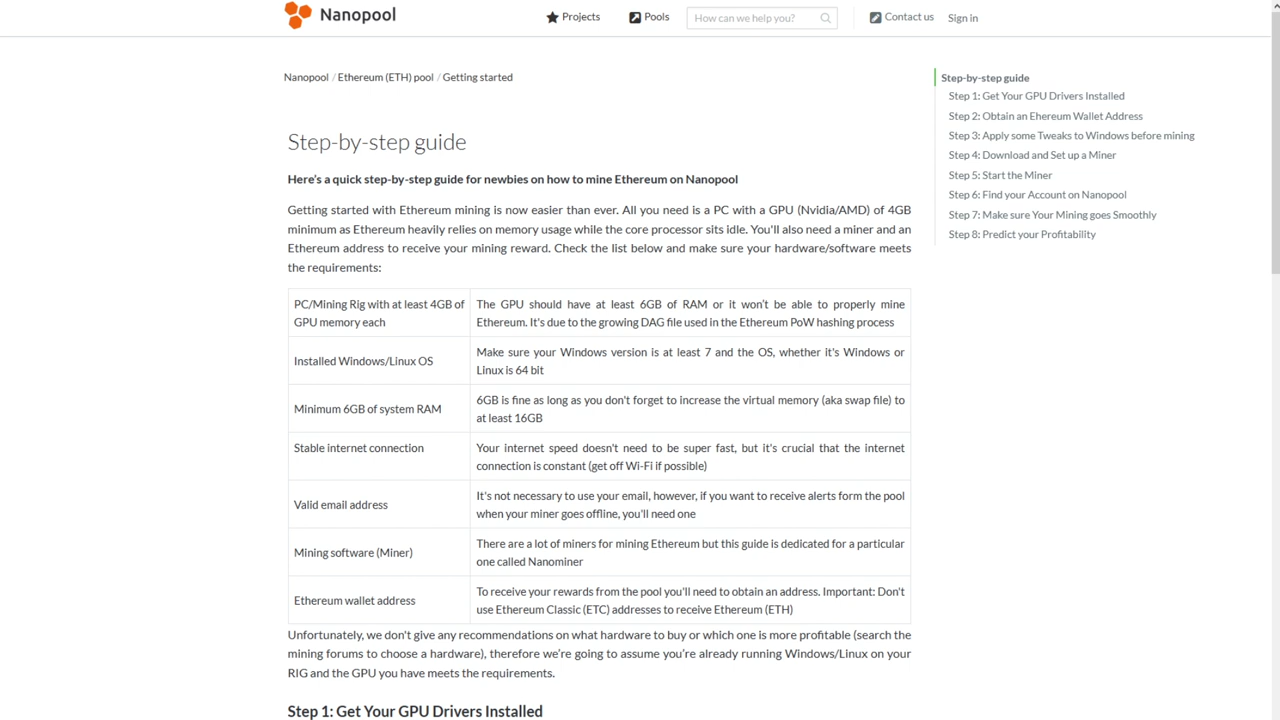 Nanopool
Projects
Pools
How can we help you?
Contact us
Sign in
Nanopool / Ethereum (ETH) pool / Getting started
Step-by-step guide
Step 1: Get Your GPU Drivers Installed
Step 2: Obtain an Ehereum Wallet Address
Step 3: Apply some Tweaks to Windows before mining
Step 4: Download and Set up a Miner
Step 5: Start the Miner
Step 6: Find your Account on Nanopool
Step 7: Make sure Your Mining goes Smoothly
Step 8: Predict your Profitability
Step-by-step guide
Here's a quick step-by-step guide for newbies on how to mine Ethereum on Nanopool
Getting started with Ethereum mining is now easier than ever. All you need is a PC with a GPU (Nvidia/AMD) of 4GB
minimum as Ethereum heavily relies on memory usage while the core processor sits idle. You'll also need a miner and an
Ethereum address to receive your mining reward. Check the list below and make sure your hardware/software meets
the requirements:
PC/Mining Rig with at least 4GB of
GPU memory each
The GPU should have at least 6GB of RAM or it won't be able to properly mine
Ethereum. It's due to the growing DAG file used in the Ethereum PoW hashing process
Installed Windows/Linux OS
Make sure your Windows version is at least 7 and the OS, whether it's Windows or
Linux is 64 bit
Minimum 6GB of system RAM
6GB is fine as long as you don't forget to increase the virtual memory (aka swap file) to
at least 16GB
Stable internet connection
Your internet speed doesn't need to be super fast, but it's crucial that the internet
connection is constant (get off Wi-Fi if possible)
Valid email address
It's not necessary to use your email, however, if you want to receive alerts form the pool
when your miner goes offline, you'll need one
Mining software (Miner)
There are a lot of miners for mining Ethereum but this guide is dedicated for a particular
one called Nanominer
Ethereum wallet address
To receive your rewards from the pool you'll need to obtain an address. Important: Don't
use Ethereum Classic (ETC) addresses to receive Ethereum (ETH)
Unfortunately, we don't give any recommendations on what hardware to buy or which one is more profitable (search the
mining forums to choose a hardware), therefore we're going to assume you're already running Windows/Linux on your
RIG and the GPU you have meets the requirements.
Step 1: Get Your GPU Drivers Installed